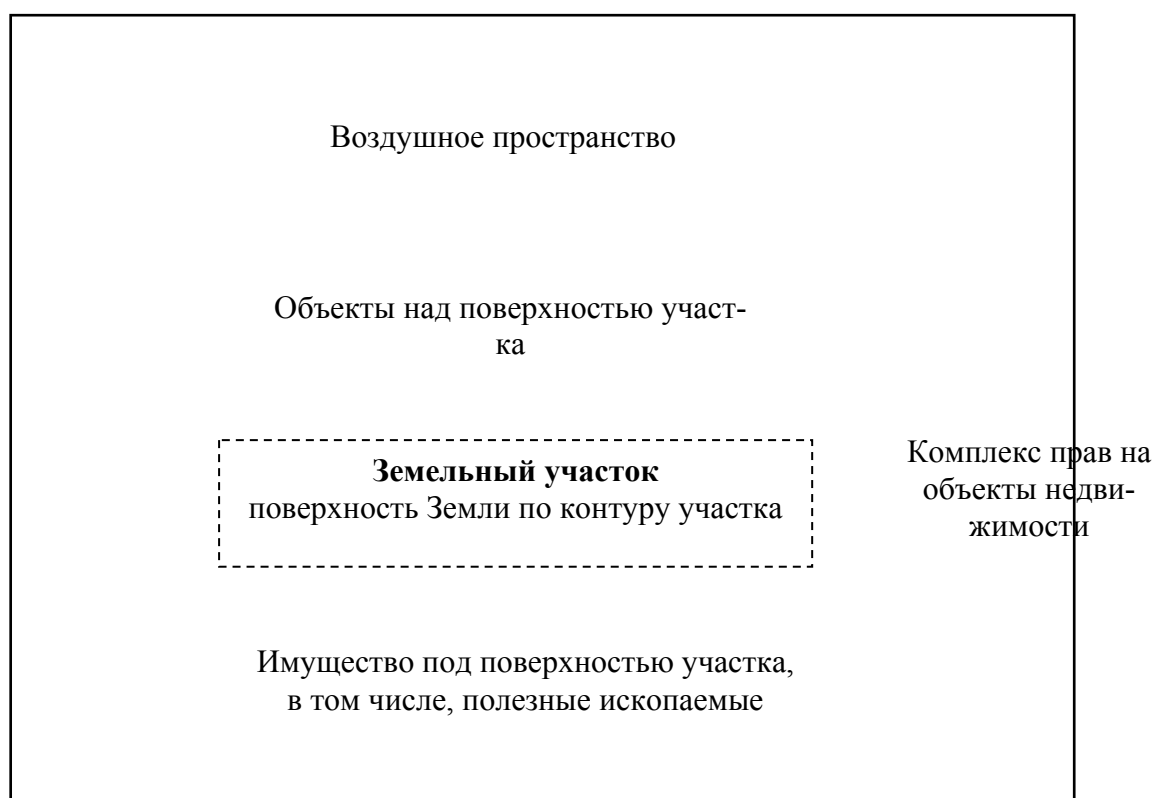 Воздушное пространство
Объекты над поверхностью участ-
ка
Земельный участок
поверхность Земли по контуру участка
Комплекс прав на
объекты недви-
жимости
Имущество под поверхностью участка,
в том числе, полезные ископаемые